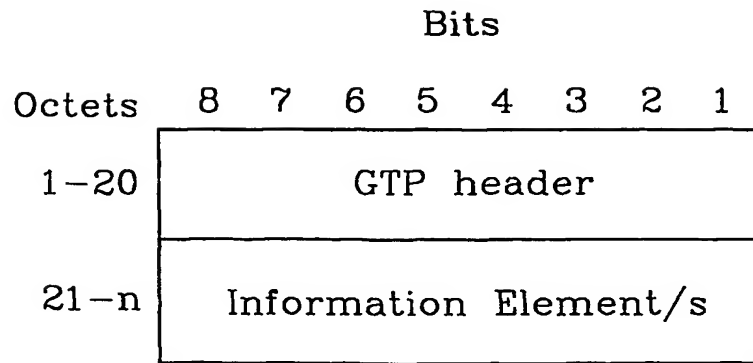 Bits
Octets 8 7 6 5 4 3 2 1
1-20 GTP header
21-n Information Element/s